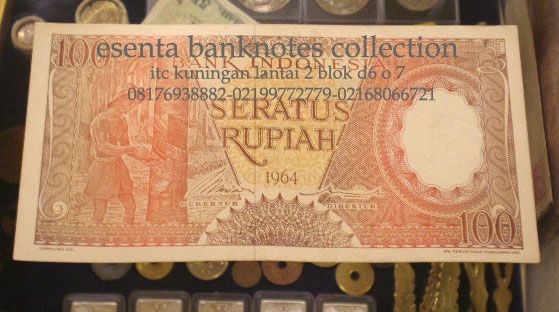 esenta banknotes collection
100 BANK INDONESIA
itc kuningan lantai 2 blok d6 o 7
08176938882-02199772779-02168066721
SERATUS
RUPIAH
1964
GUBERNUR DIREKTUR
100